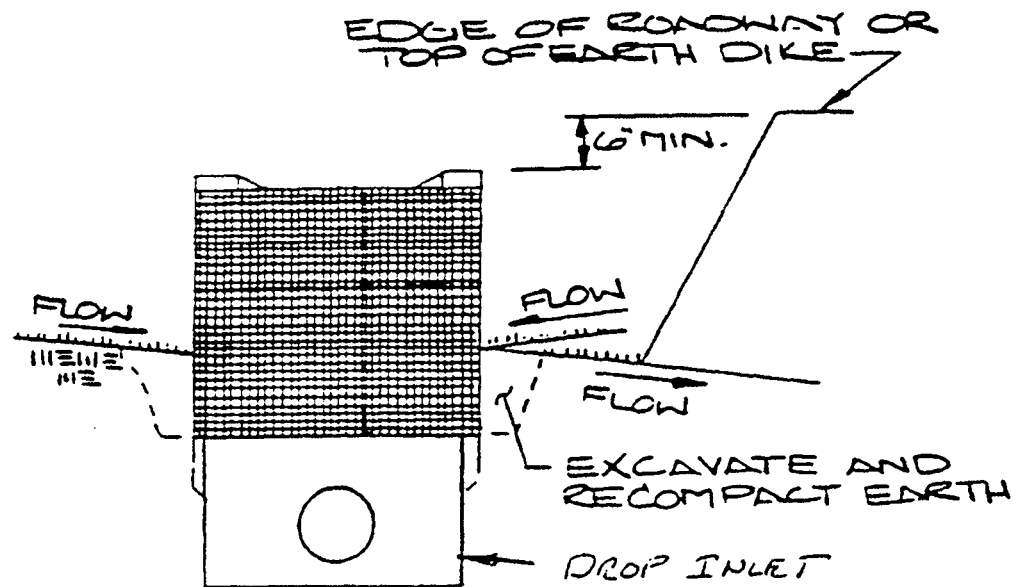 EDGE OF ROADWAY OR
TOP OF EARTH DIKE
6" MIN.
FLOW
FLOW
FLOW
EXCAVATE AND
RECOMPACT EARTH
DROP INLET